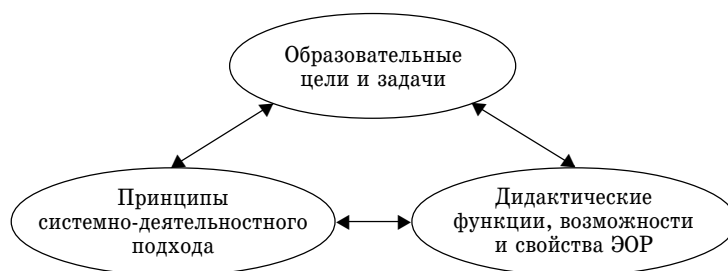 Образовательные
цели и задачи
Принципы
системно-деятельностного
подхода
Дидактические
функции, возможности
и свойства ЭОР